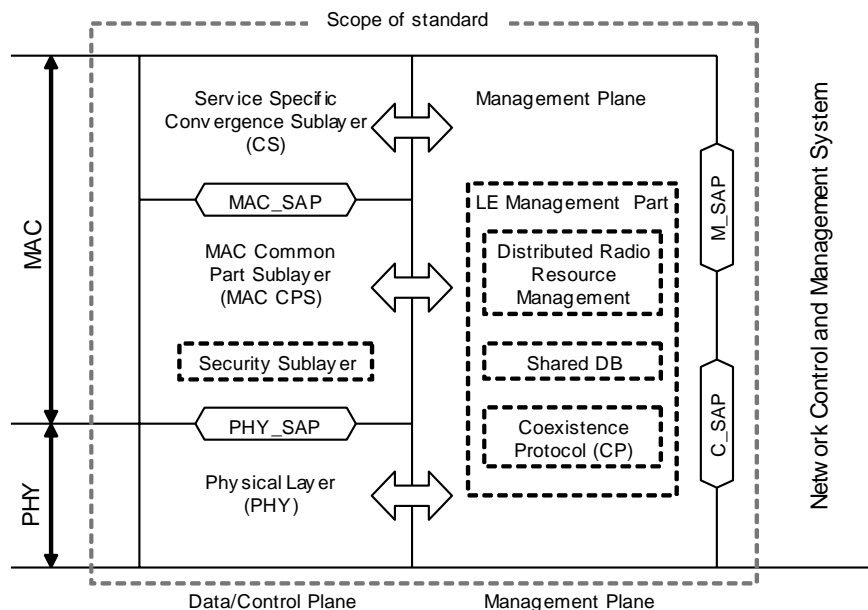 Scope of standard
Service Specific
Convergence Sublayer
(CS)
Management Plane
MAC_SAP
LE Management Part
MAC Common
Part Sublayer
(MAC CPS)
Distributed Radio
Resource
Management
Security Sublayer
Shared DB
PHY_SAP
Coexistence
Protocol (CP)
Physical Layer
(PHY)
MAC
PHY
M_SAP
C_SAP
Network Control and Management System
Data/Control Plane
Management Plane